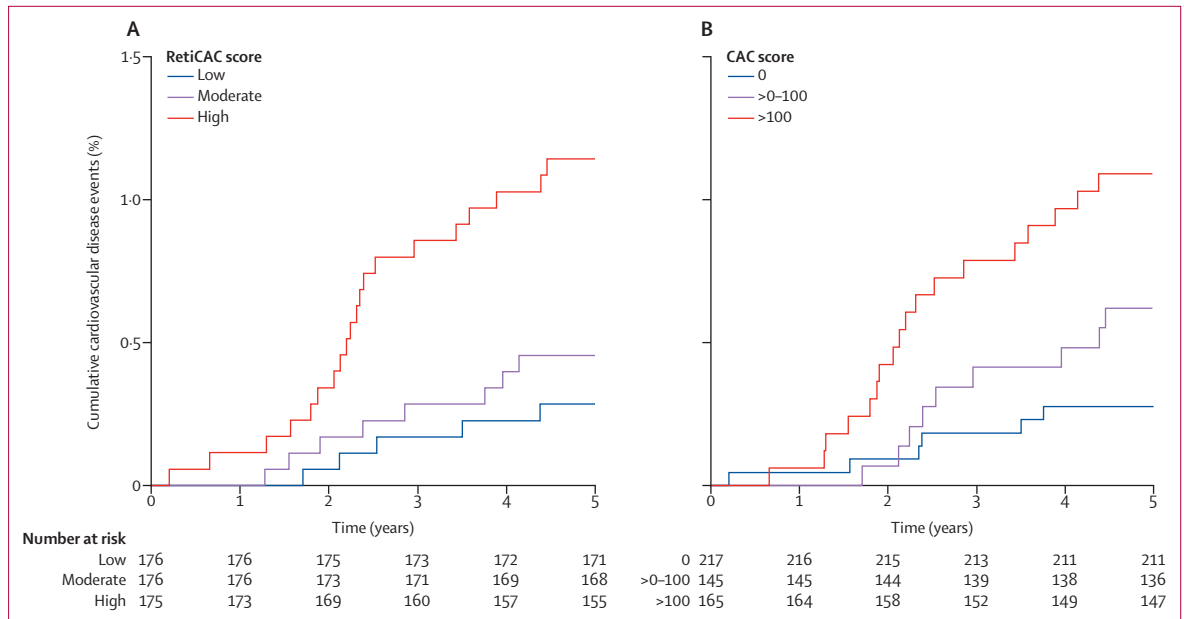 A
RetiCAC score
Low
Moderate
High
1·5
1·0
0·5
0
Cumulative cardiovascular disease events (%)
0 1 2 3 4 5
Time (years)
B
CAC score
0
>0–100
>100
0 1 2 3 4 5
Time (years)
Number at risk
Low 176 176 175 173 172 171
Moderate 176 176 173 171 169 168
High 175 173 169 160 157 155
0 217 216 215 213 211 211
>0–100 145 145 144 139 138 136
>100 165 164 158 152 149 147